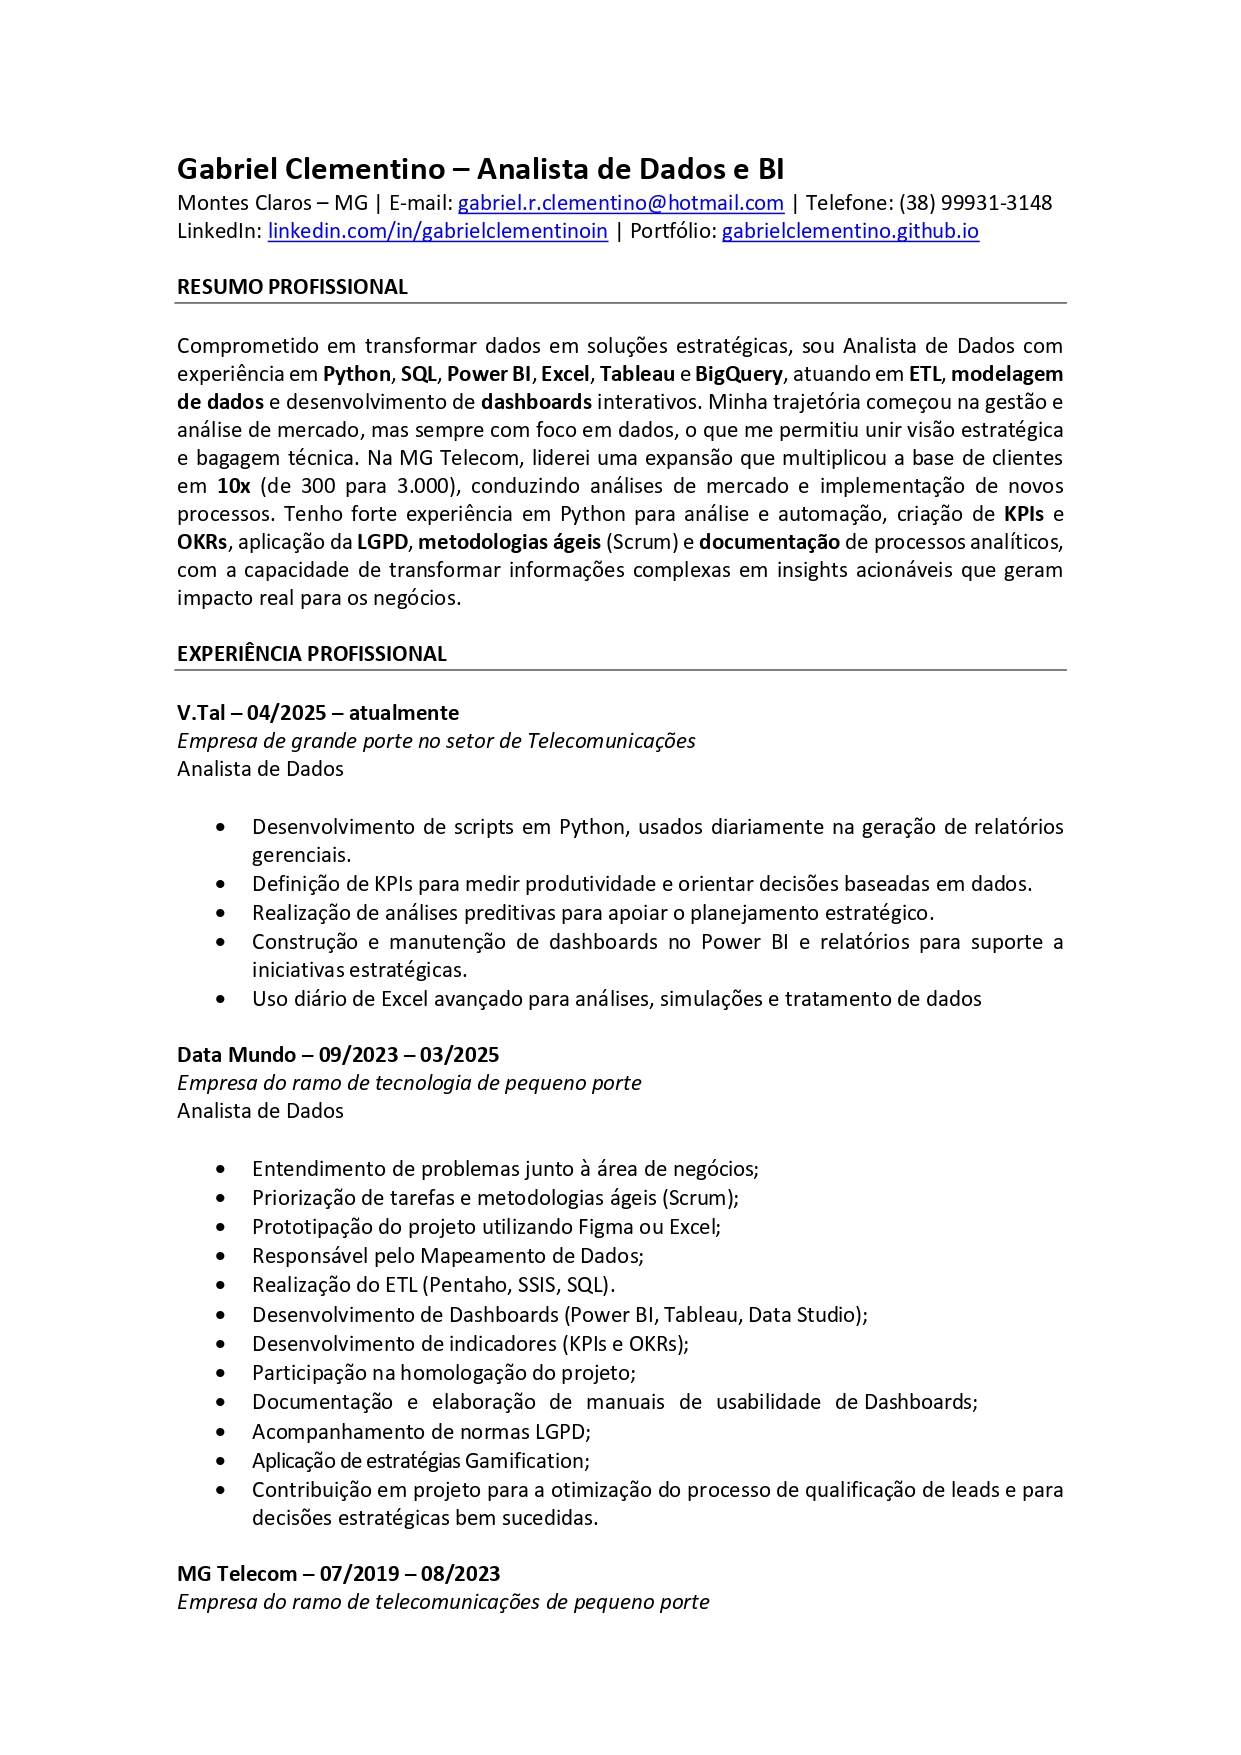 Gabriel Clementino – Analista de Dados e BI
Montes Claros – MG | E-mail: gabriel.r.clementino@hotmail.com | Telefone: (38) 99931-3148
LinkedIn: linkedin.com/in/gabrielclementinoin | Portfólio: gabrielclementino.github.io
RESUMO PROFISSIONAL
Comprometido em transformar dados em soluções estratégicas, sou Analista de Dados com
experiência em Python, SQL, Power BI, Excel, Tableau e BigQuery, atuando em ETL, modelagem
de dados e desenvolvimento de dashboards interativos. Minha trajetória começou na gestão e
análise de mercado, mas sempre com foco em dados, o que me permitiu unir visão estratégica
e bagagem técnica. Na MG Telecom, liderei uma expansão que multiplicou a base de clientes
em 10x (de 300 para 3.000), conduzindo análises de mercado e implementação de novos
processos. Tenho forte experiência em Python para análise e automação, criação de KPIs e
OKRs, aplicação da LGPD, metodologias ágeis (Scrum) e documentação de processos analíticos,
com a capacidade de transformar informações complexas em insights acionáveis que geram
impacto real para os negócios.
EXPERIÊNCIA PROFISSIONAL
V.Tal – 04/2025 – atualmente
Empresa de grande porte no setor de Telecomunicações
Analista de Dados
• Desenvolvimento de scripts em Python, usados diariamente na geração de relatórios
gerenciais.
• Definição de KPIs para medir produtividade e orientar decisões baseadas em dados.
• Realização de análises preditivas para apoiar o planejamento estratégico.
• Construção e manutenção de dashboards no Power BI e relatórios para suporte a
iniciativas estratégicas.
• Uso diário de Excel avançado para análises, simulações e tratamento de dados
Data Mundo – 09/2023 – 03/2025
Empresa do ramo de tecnologia de pequeno porte
Analista de Dados
• Entendimento de problemas junto à área de negócios;
• Priorização de tarefas e metodologias ágeis (Scrum);
• Prototipação do projeto utilizando Figma ou Excel;
• Responsável pelo Mapeamento de Dados;
• Realização do ETL (Pentaho, SSIS, SQL).
• Desenvolvimento de Dashboards (Power BI, Tableau, Data Studio);
• Desenvolvimento de indicadores (KPIs e OKRs);
• Participação na homologação do projeto;
• Documentação e elaboração de manuais de usabilidade de Dashboards;
• Acompanhamento de normas LGPD;
• Aplicação de estratégias Gamification;
• Contribuição em projeto para a otimização do processo de qualificação de leads e para
decisões estratégicas bem sucedidas.
MG Telecom – 07/2019 – 08/2023
Empresa do ramo de telecomunicações de pequeno porte